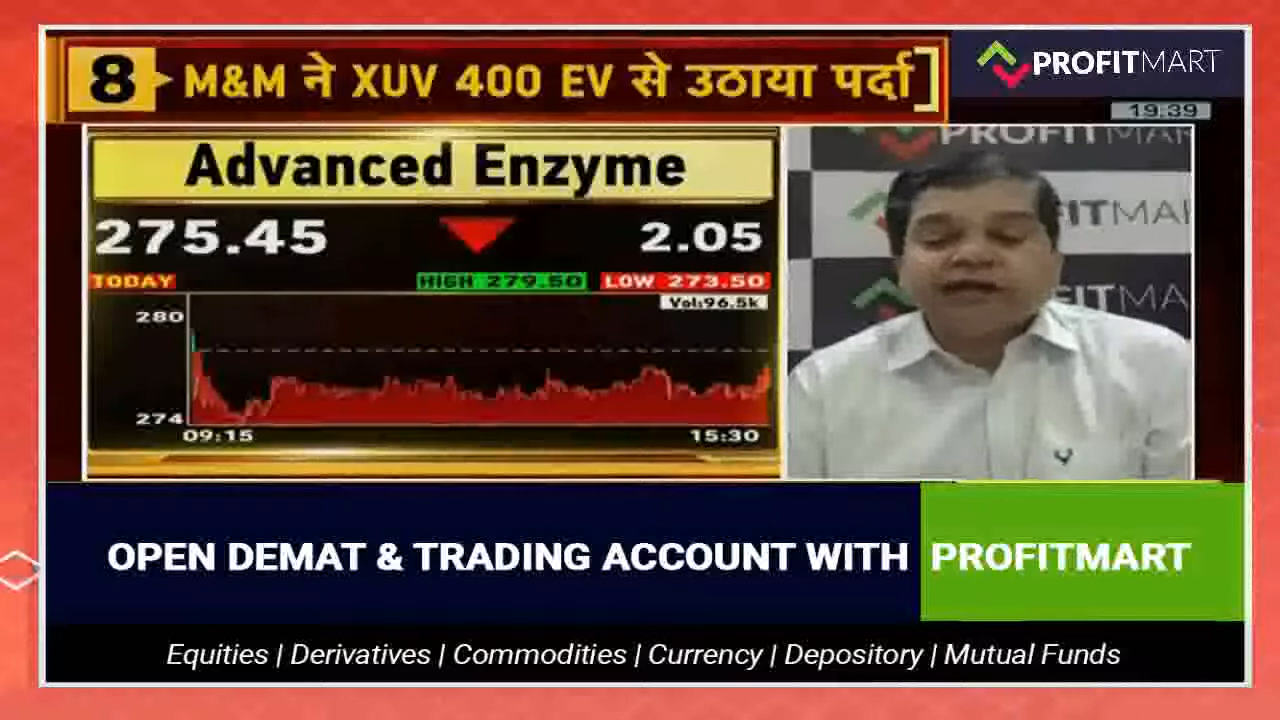 8 M&M ने XUV 400 EV से उठाया पर्दा
PROFITMART
19:39
Advanced Enzyme
275.45 2.05
TODAY HIGH 279.50 LOW 273.50
Vol:96.5k
280
274
09:15 15:30
PROFITMART
OPEN DEMAT & TRADING ACCOUNT WITH PROFITMART
Equities | Derivatives | Commodities | Currency | Depository | Mutual Funds